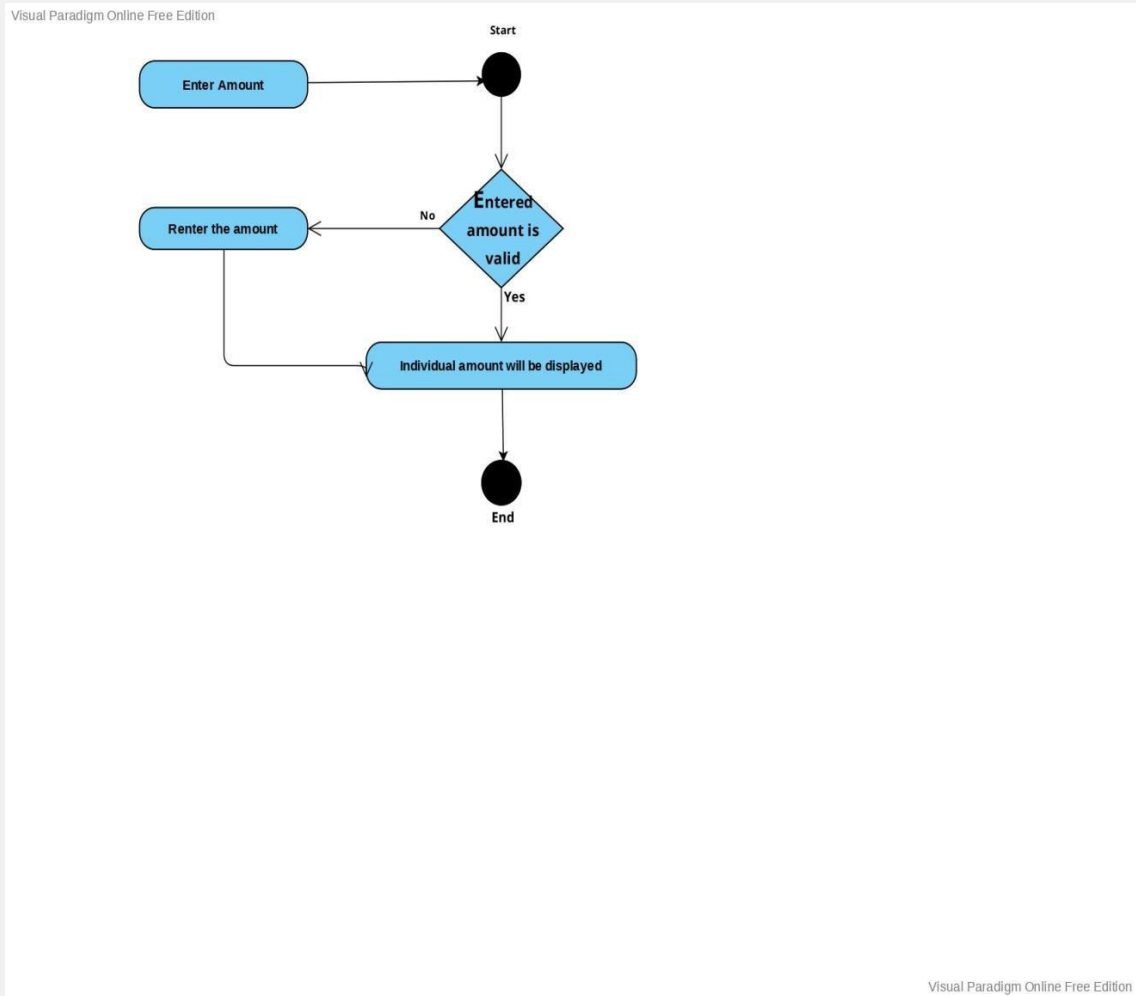 Visual Paradigm Online Free Edition
Start
Enter Amount
Entered
amount is
valid
No
Renter the amount
Yes
Individual amount will be displayed
End
Visual Paradigm Online Free Edition